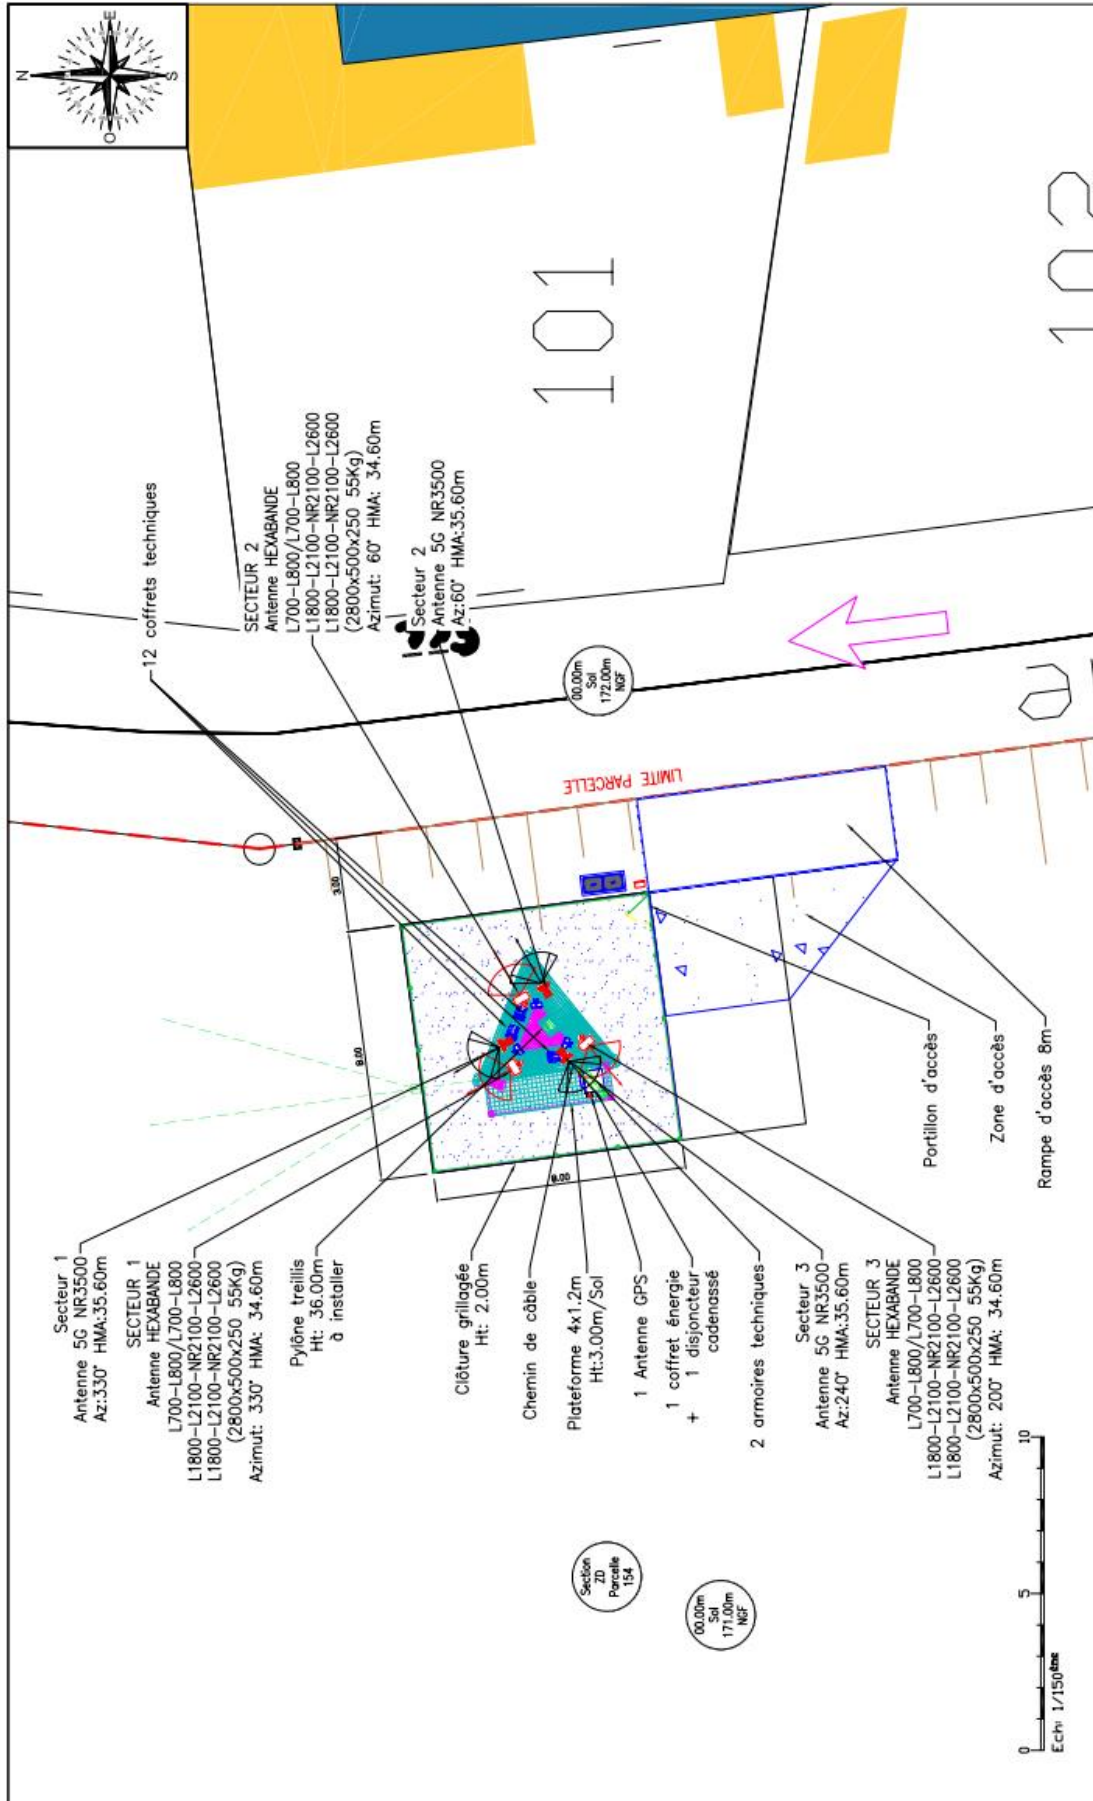 N
E
S
O
12 coffrets techniques
SECTEUR 2
Antenne HEXABANDE
L700-L800/L700-L800
L1800-L2100-NR2100-L2600
L1800-L2100-NR2100-L2600
(2800x500x250 55Kg)
Azimut: 60° HMA: 34.60m
Secteur 2
Antenne 5G NR3500
Az:60° HMA:35.60m
101
102
00.00m
Sol
172.00m
NGF
LIMITE PARCELLE
3.00
8.00
8.00
Secteur 1
Antenne 5G NR3500
Az:330° HMA:35.60m
SECTEUR 1
Antenne HEXABANDE
L700-L800/L700-L800
L1800-L2100-NR2100-L2600
L1800-L2100-NR2100-L2600
(2800x500x250 55Kg)
Azimut: 330° HMA: 34.60m
Pylône treillis
Ht: 36.00m
à installer
Clôture grillagée
Ht: 2.00m
Chemin de câble
Plateforme 4x1.2m
Ht:3.00m/Sol
1 Antenne GPS
1 coffret énergie
+ 1 disjoncteur
cadenassé
2 armoires techniques
Secteur 3
Antenne 5G NR3500
Az:240° HMA:35.60m
SECTEUR 3
Antenne HEXABANDE
L700-L800/L700-L800
L1800-L2100-NR2100-L2600
L1800-L2100-NR2100-L2600
(2800x500x250 55Kg)
Azimut: 200° HMA: 34.60m
Portillon d'accès
Zone d'accès
Rampe d'accès 8m
Section
ZD
Parcelle
154
00.00m
Sol
171.00m
NGF
0
5
10
Ech: 1/150ème